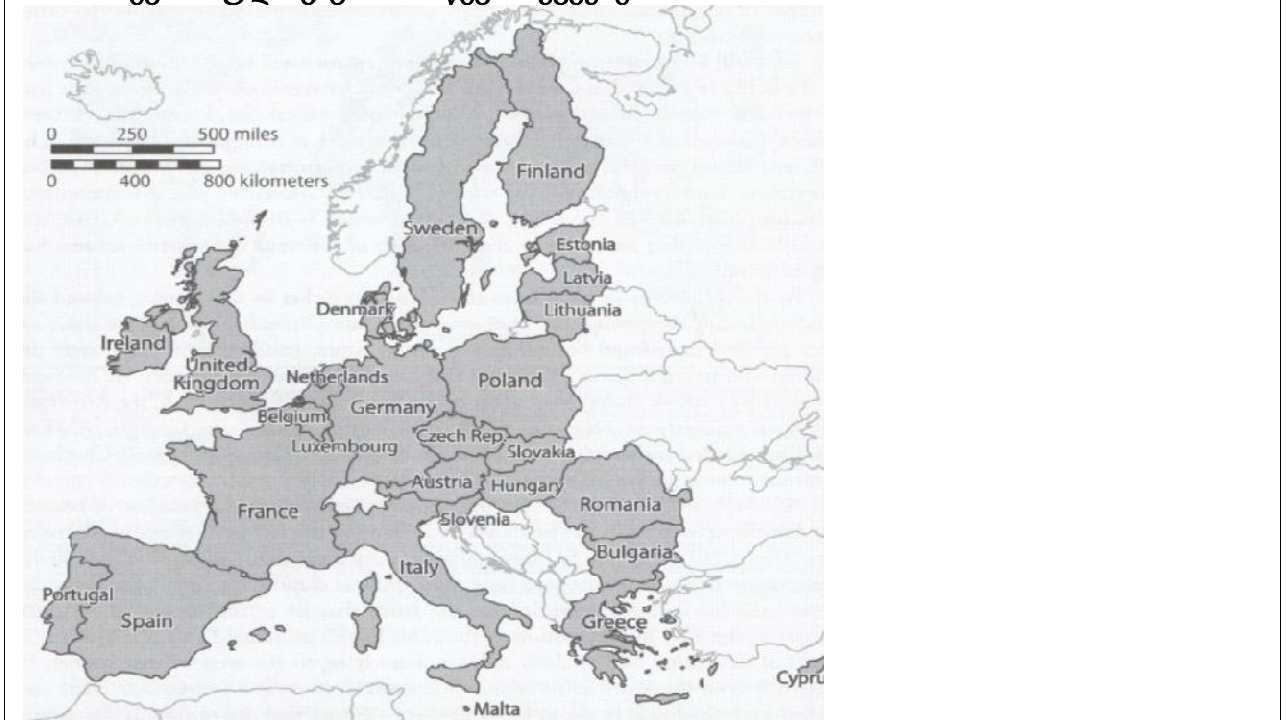 0 250 500 miles
0 400 800 kilometers
Finland
Sweden
Estonia
Latvia
Denmark
Lithuania
Ireland
United
Kingdom
Netherlands
Poland
Belgium
Germany
Luxembourg
Czech Rep.
Slovakia
Austria
Hungary
France
Slovenia
Romania
Bulgaria
Italy
Portugal
Spain
Greece
Cypru
Malta